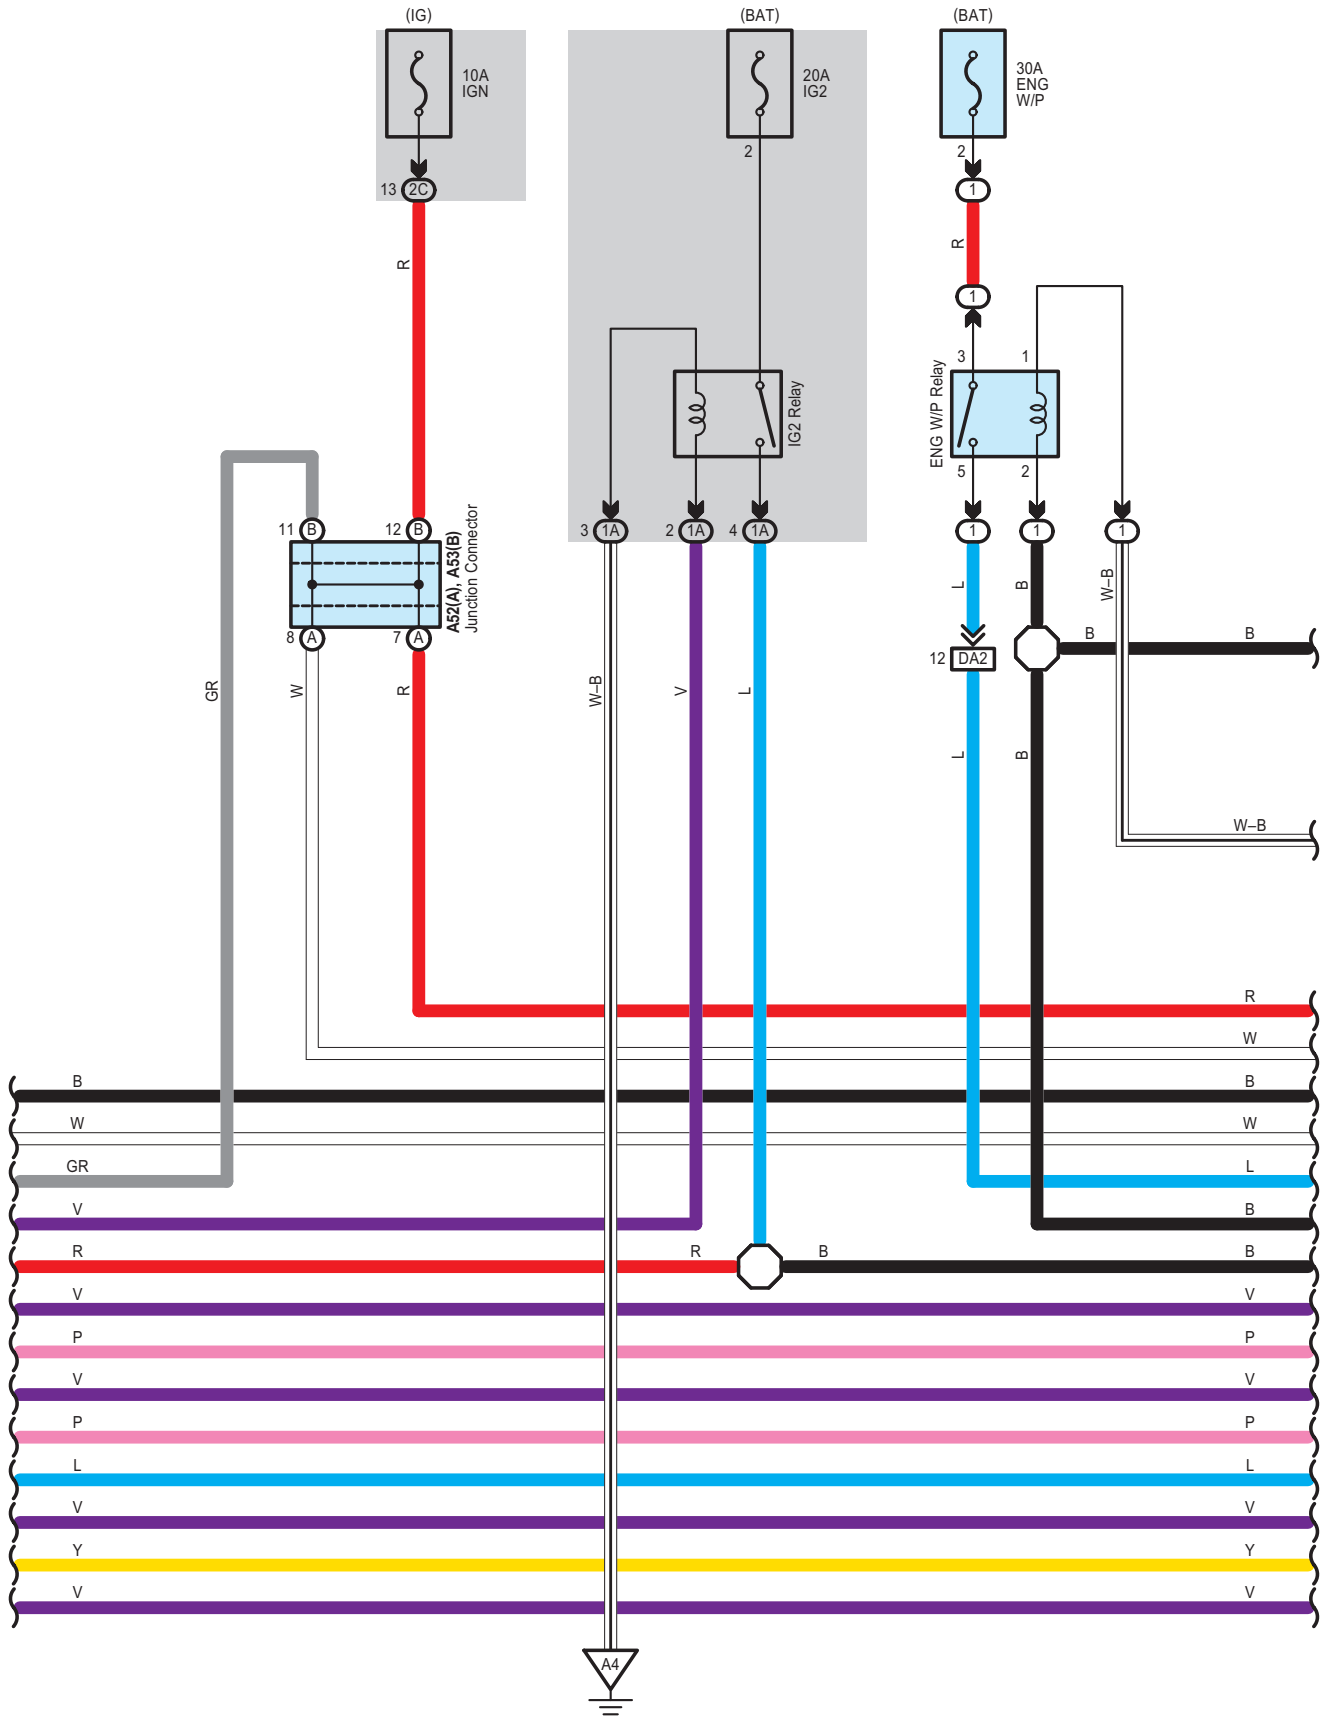 (IG)
(BAT)
(BAT)
10A
IGN
20A
IG2
30A
ENG
W/P
2
2
13 2C
1
R
R
1
3 1
ENG W/P Relay
IG2 Relay
5 2
11 B
12 B
3 1A
2 1A
4 1A
1
1
1
A52(A), A53(B)
Junction Connector
L
B
W–B
8 A
7 A
B
B
12 DA2
GR
W
R
W–B
V
L
L
B
W–B
R
W
B
B
W
W
GR
L
V
B
R
R
B
B
V
V
P
P
V
V
P
P
L
L
V
V
Y
Y
V
V
A4